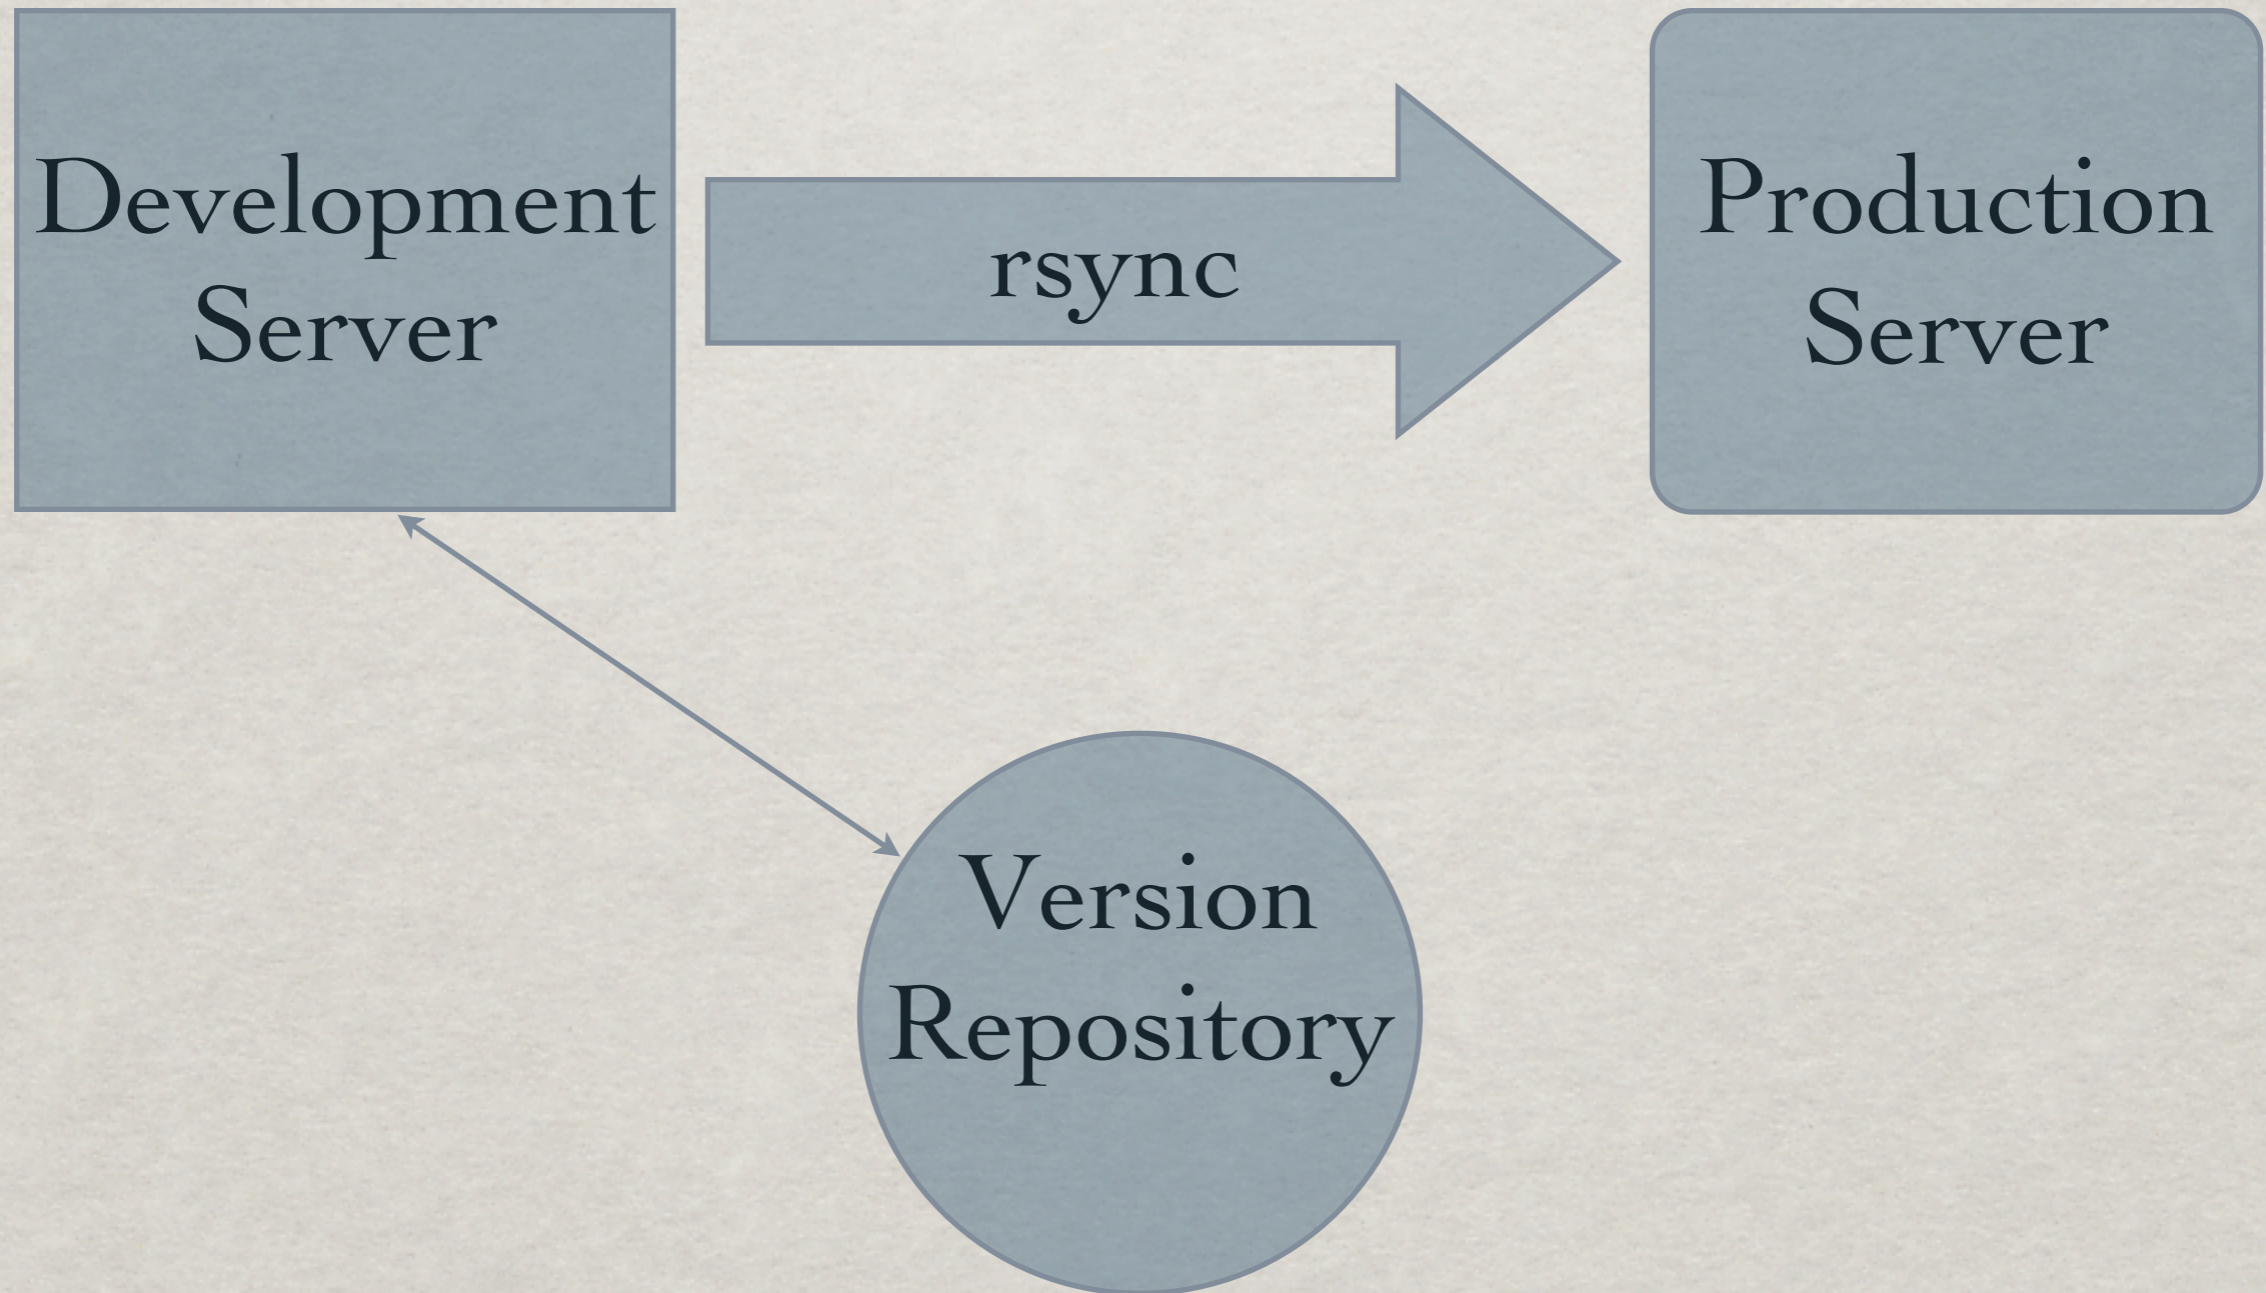 Development
Server
rsync
Production
Server
Version
Repository